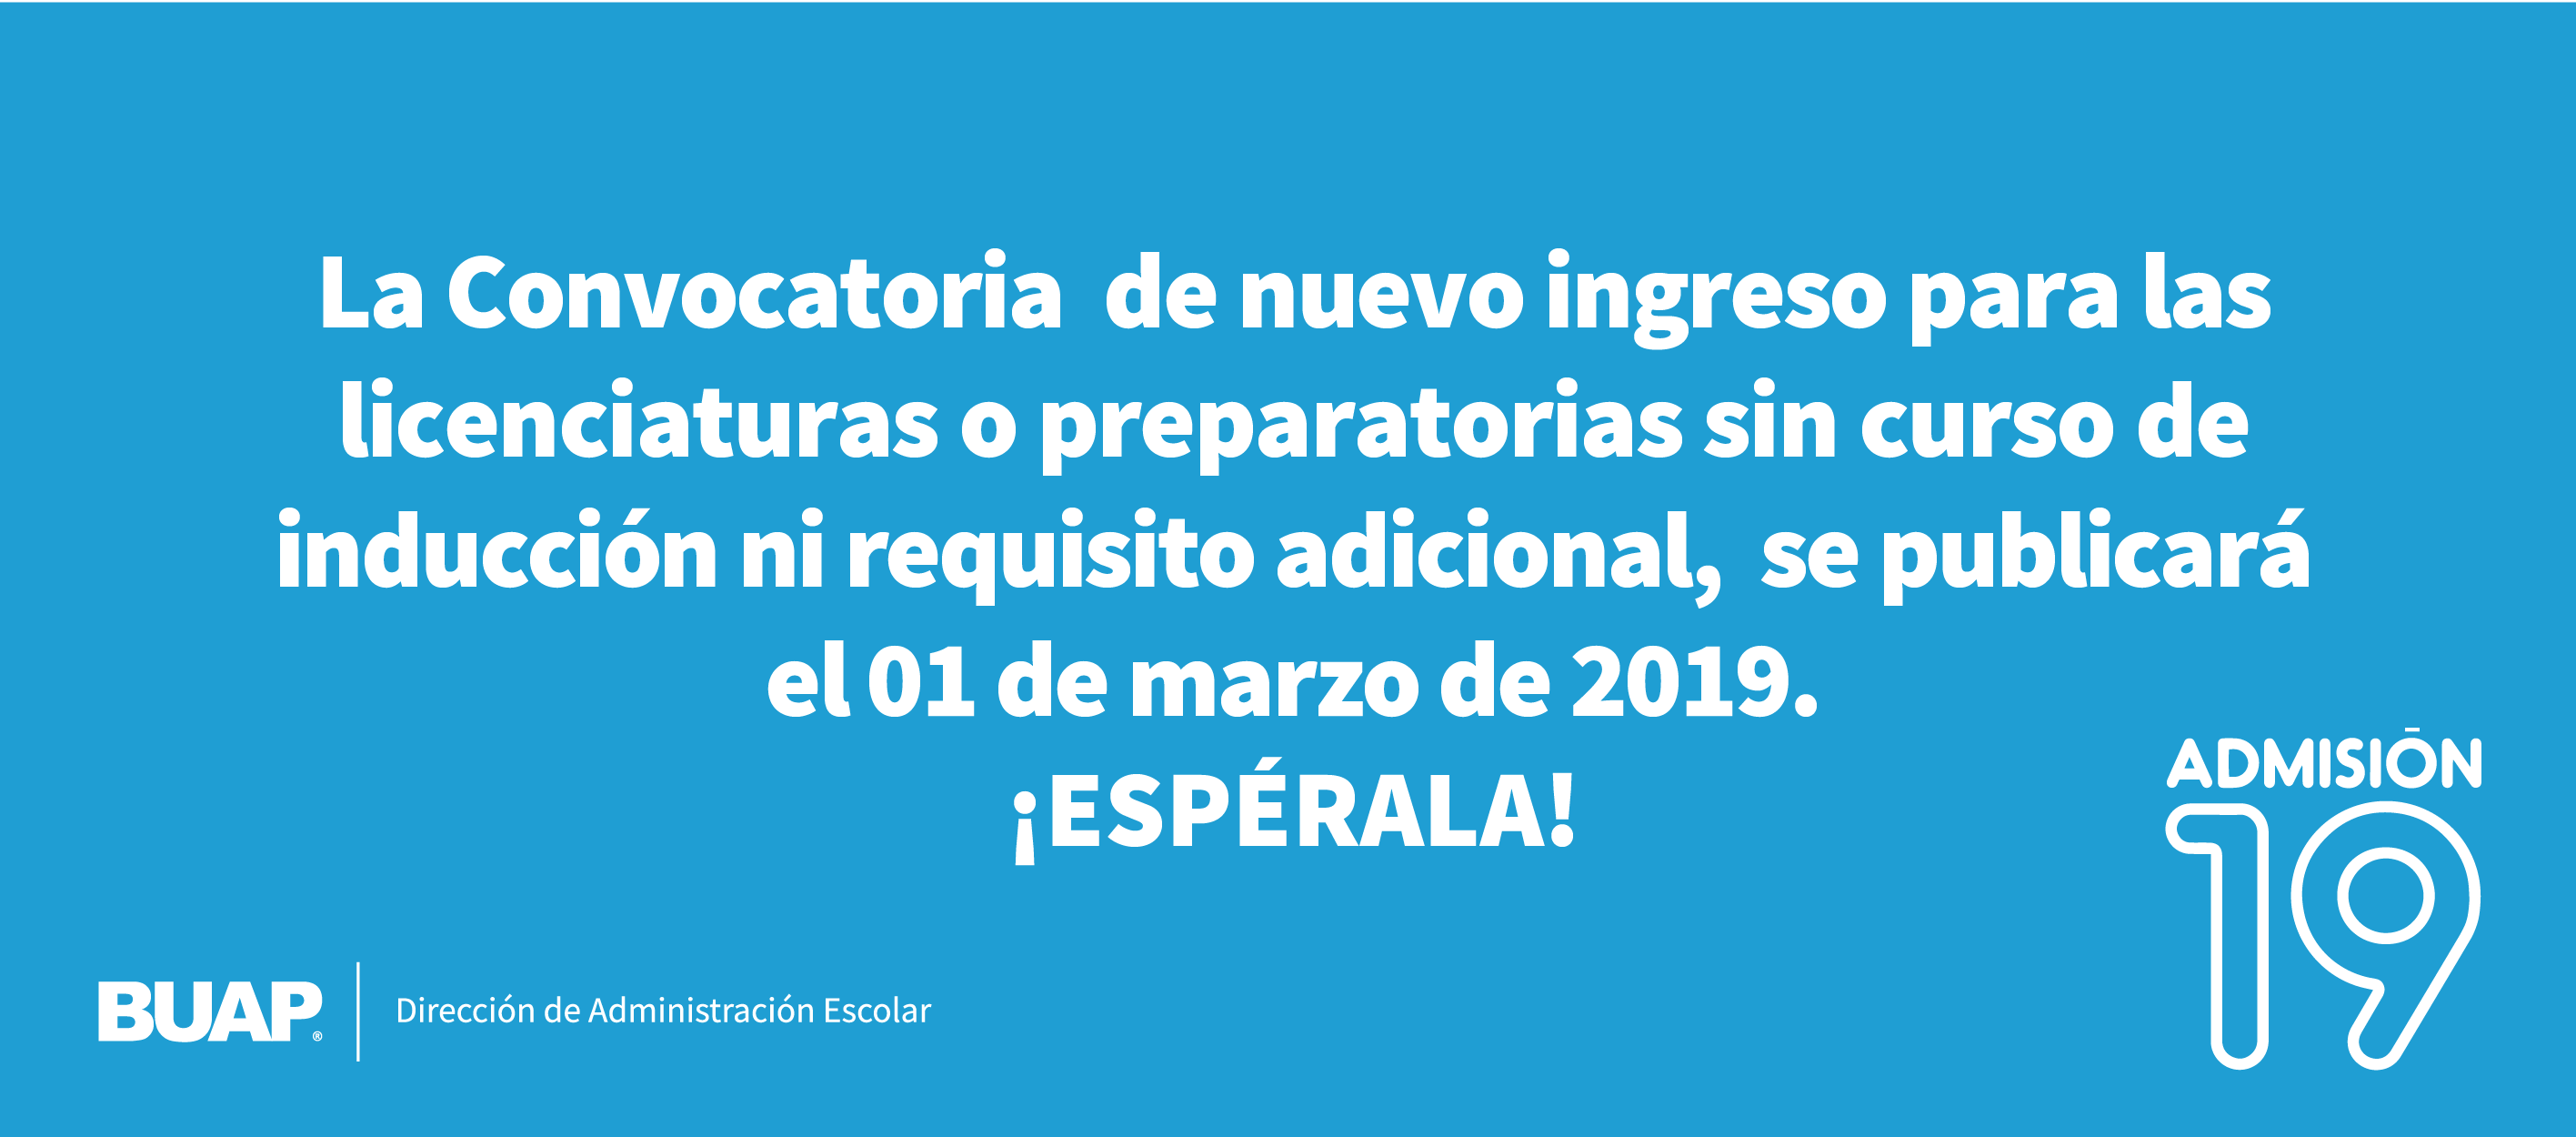 La Convocatoria  de nuevo ingreso para las
licenciaturas o preparatorias sin curso de
inducción ni requisito adicional,  se publicará
el 01 de marzo de 2019.
¡ESPÉRALA!
ADMISIŌN
19
BUAP® | Dirección de Administración Escolar